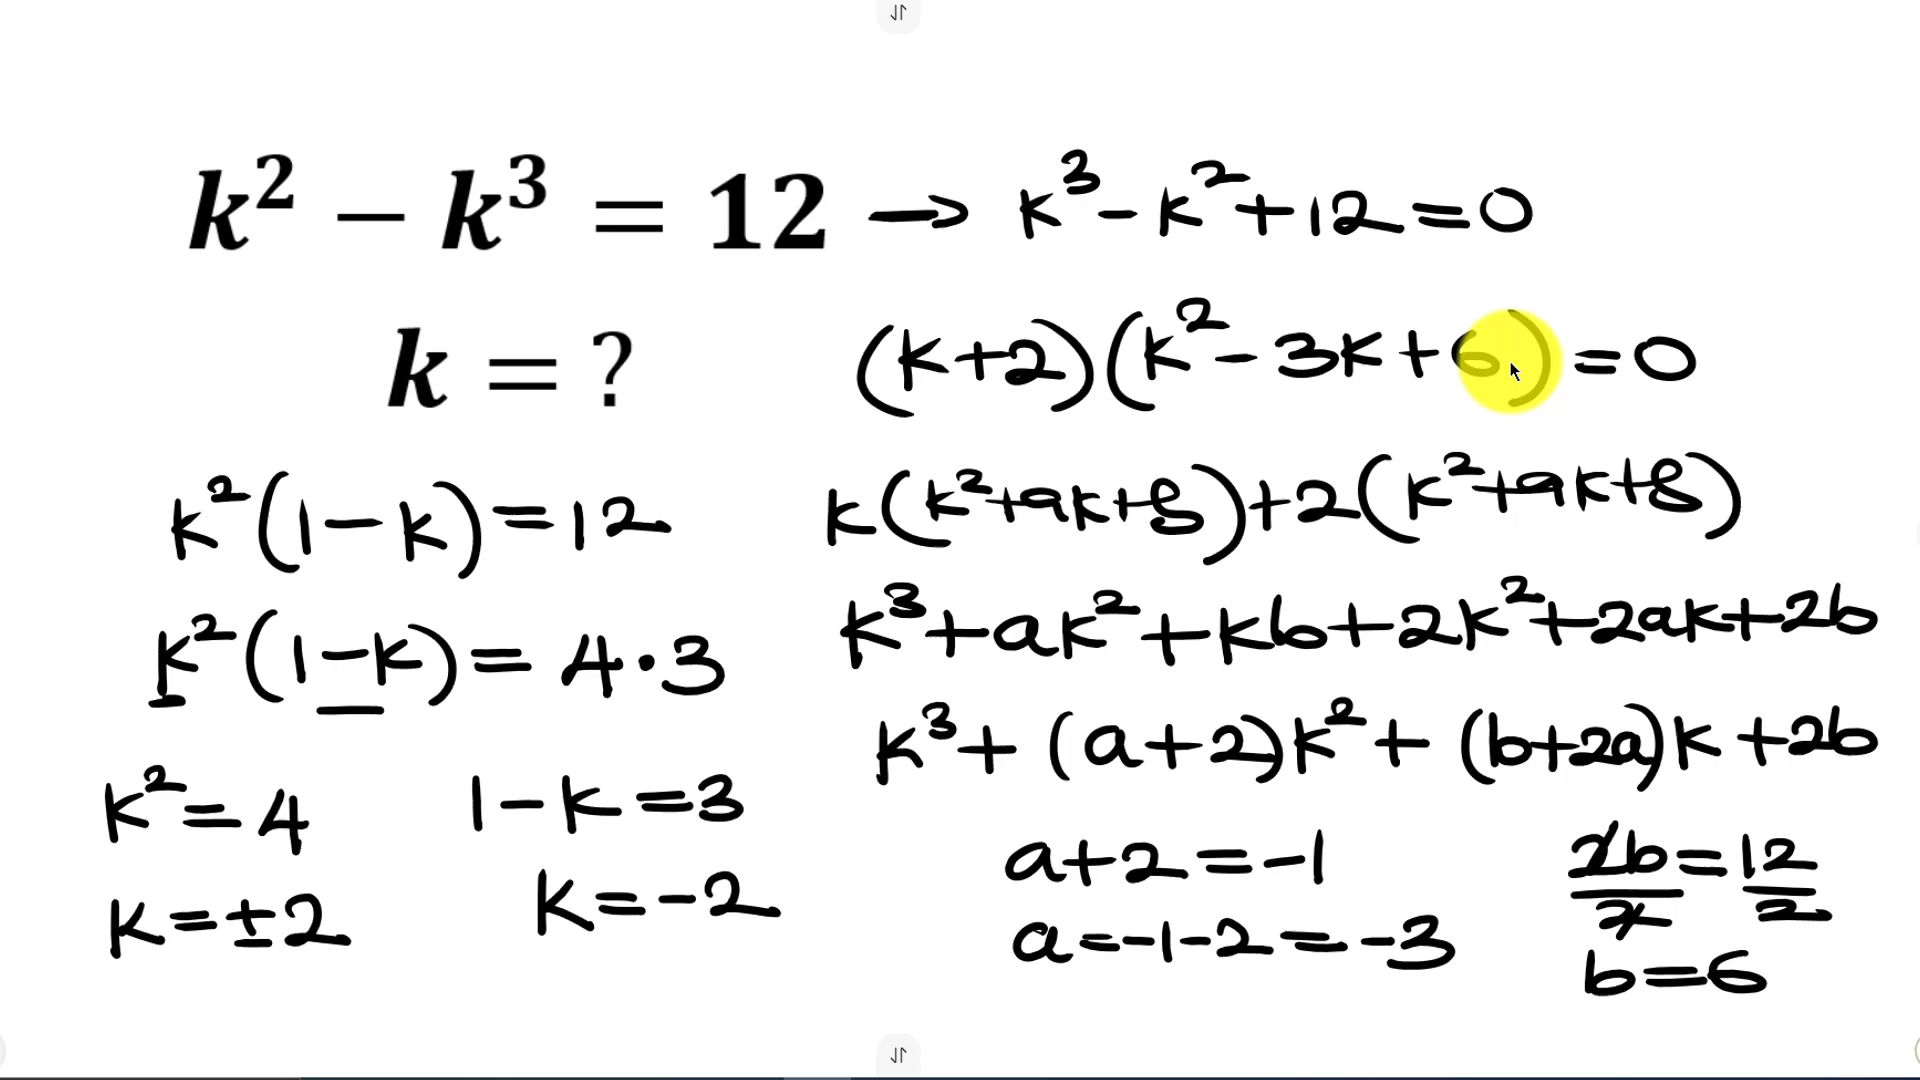 k² − k³ = 12 → k³ − k² + 12 = 0
k = ?
(k+2)(k² − 3k + 6) = 0
k²(1−k) = 12
k(k²+ak+b)+2(k²+ak+b)
k²(1−k) = 4·3
k³+ak²+kb+2k²+2ak+2b
k² = 4
1−k = 3
k³+(a+2)k²+(b+2a)k+2b
k = ±2
k = −2
a+2 = −1
a = −1−2 = −3
2b/2 = 12/2
b = 6